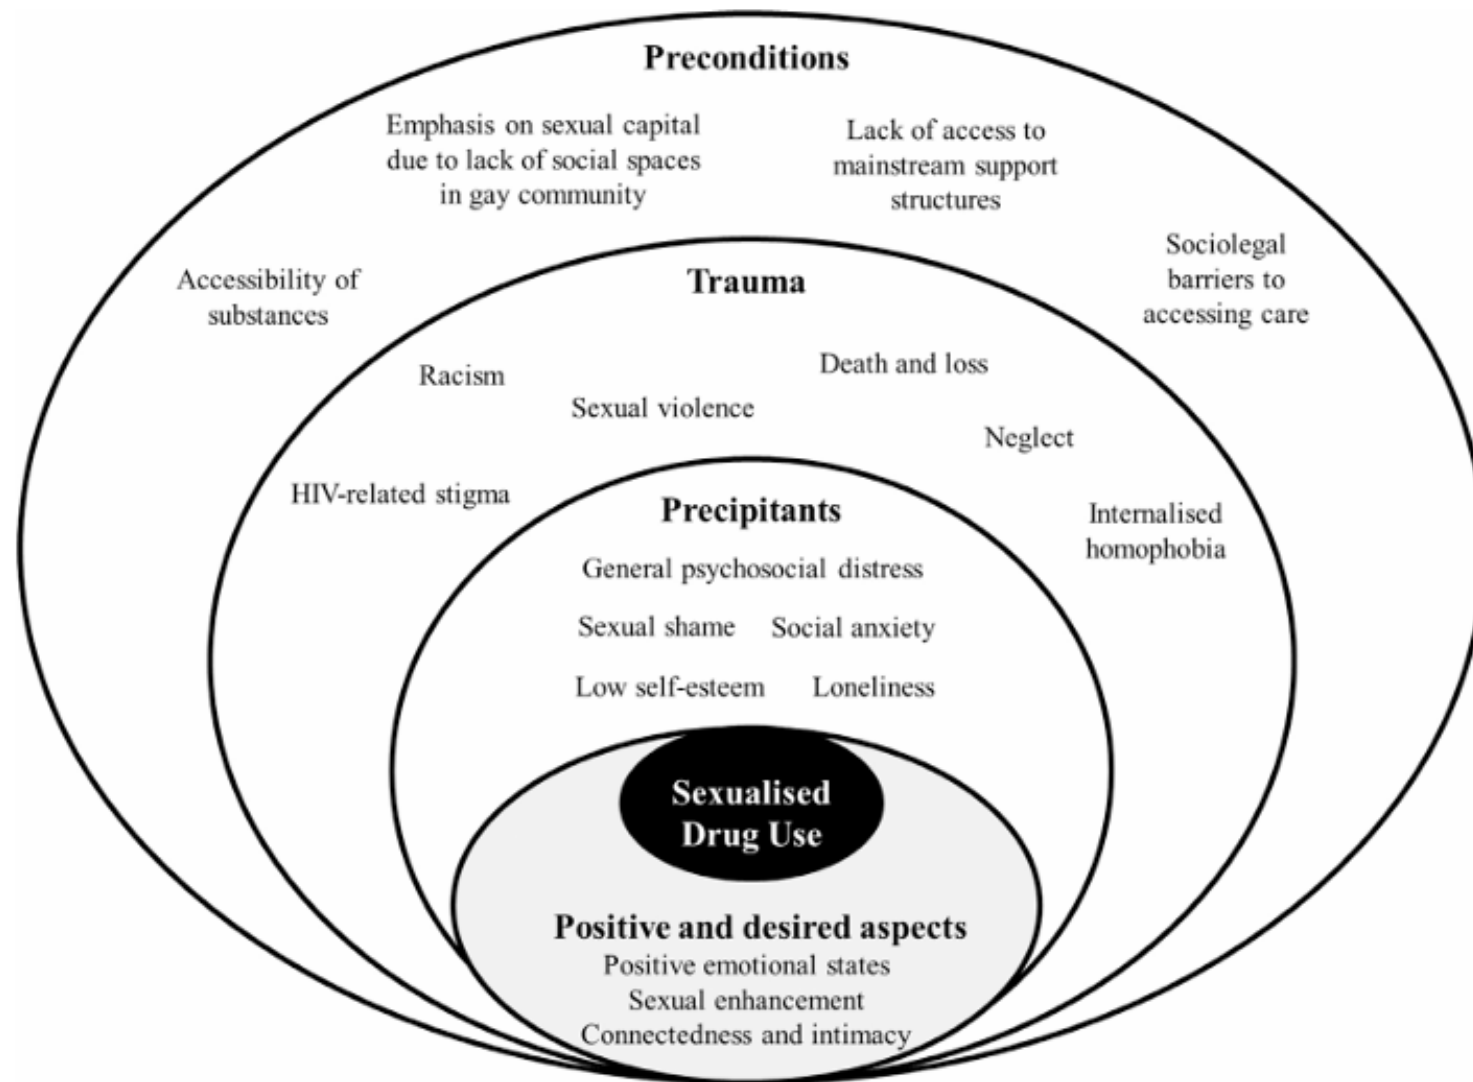 Preconditions
Emphasis on sexual capital
due to lack of social spaces
in gay community
Lack of access to
mainstream support
structures
Accessibility of
substances
Sociolegal
barriers to
accessing care
Trauma
Racism
Sexual violence
Death and loss
Neglect
HIV-related stigma
Internalised
homophobia
Precipitants
General psychosocial distress
Sexual shame
Social anxiety
Low self-esteem
Loneliness
Sexualised
Drug Use
Positive and desired aspects
Positive emotional states
Sexual enhancement
Connectedness and intimacy